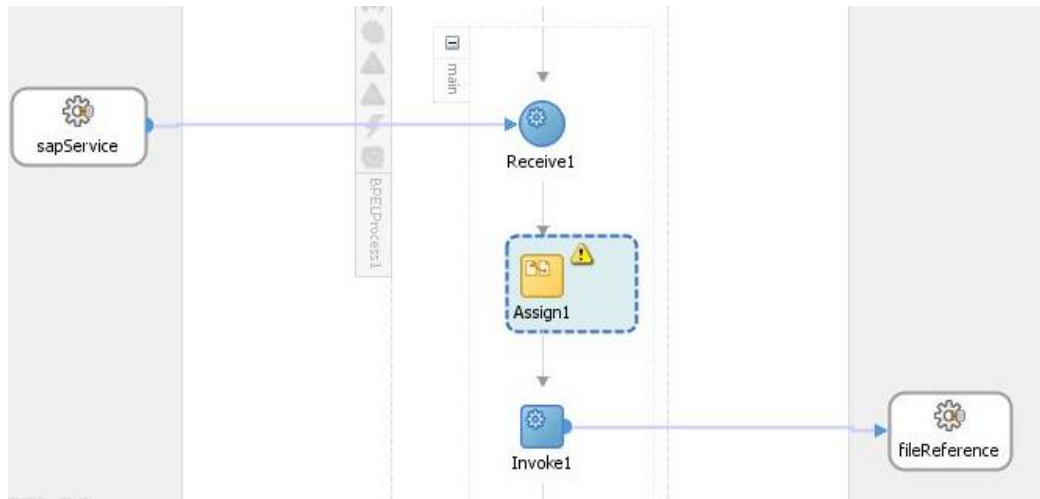 main
sapService
Receive1
BPELProcess1
Assign1
Invoke1
fileReference